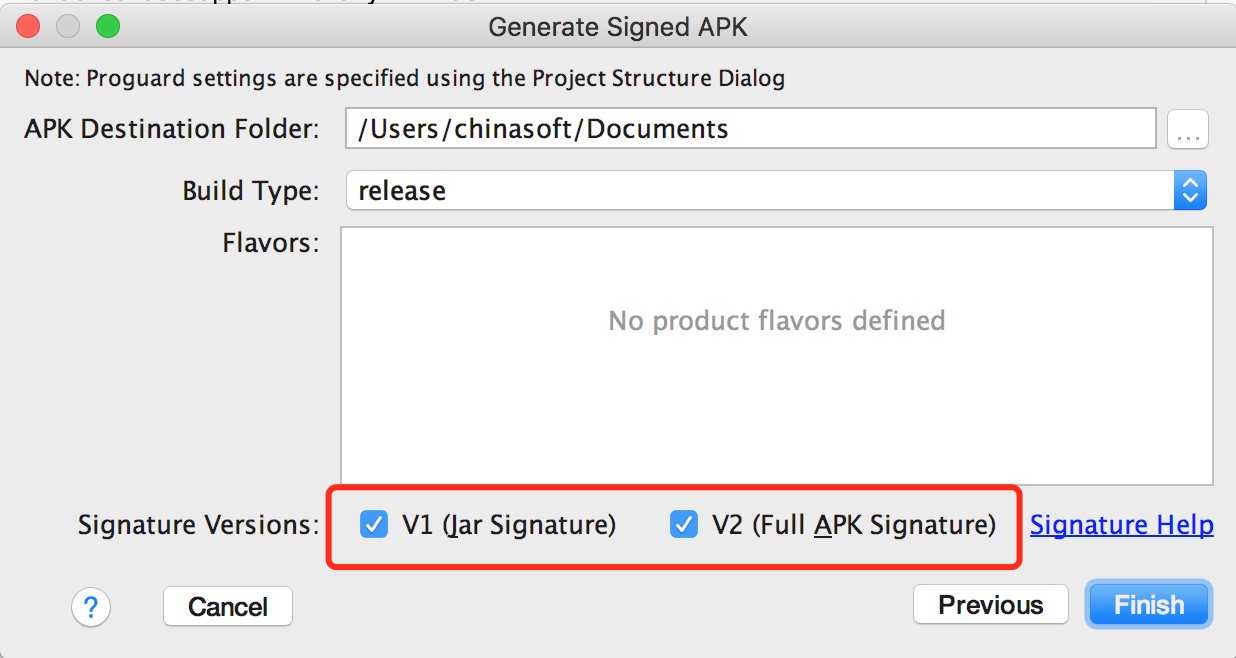 Generate Signed APK
Note: Proguard settings are specified using the Project Structure Dialog
APK Destination Folder: /Users/chinasoft/Documents ...
Build Type: release
Flavors:
No product flavors defined
Signature Versions: V1 (Jar Signature) V2 (Full APK Signature) Signature Help
? Cancel Previous Finish